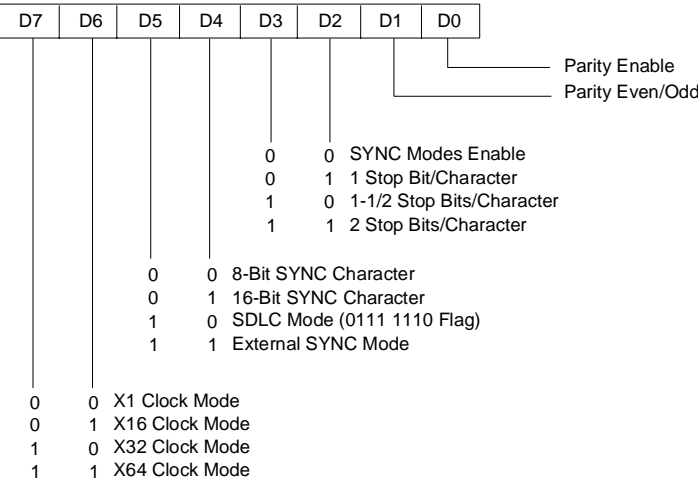 D7 D6 D5 D4 D3 D2 D1 D0
Parity Enable
Parity Even/Odd
0 0 SYNC Modes Enable
0 1 1 Stop Bit/Character
1 0 1-1/2 Stop Bits/Character
1 1 2 Stop Bits/Character
0 0 8-Bit SYNC Character
0 1 16-Bit SYNC Character
1 0 SDLC Mode (0111 1110 Flag)
1 1 External SYNC Mode
0 0 X1 Clock Mode
0 1 X16 Clock Mode
1 0 X32 Clock Mode
1 1 X64 Clock Mode